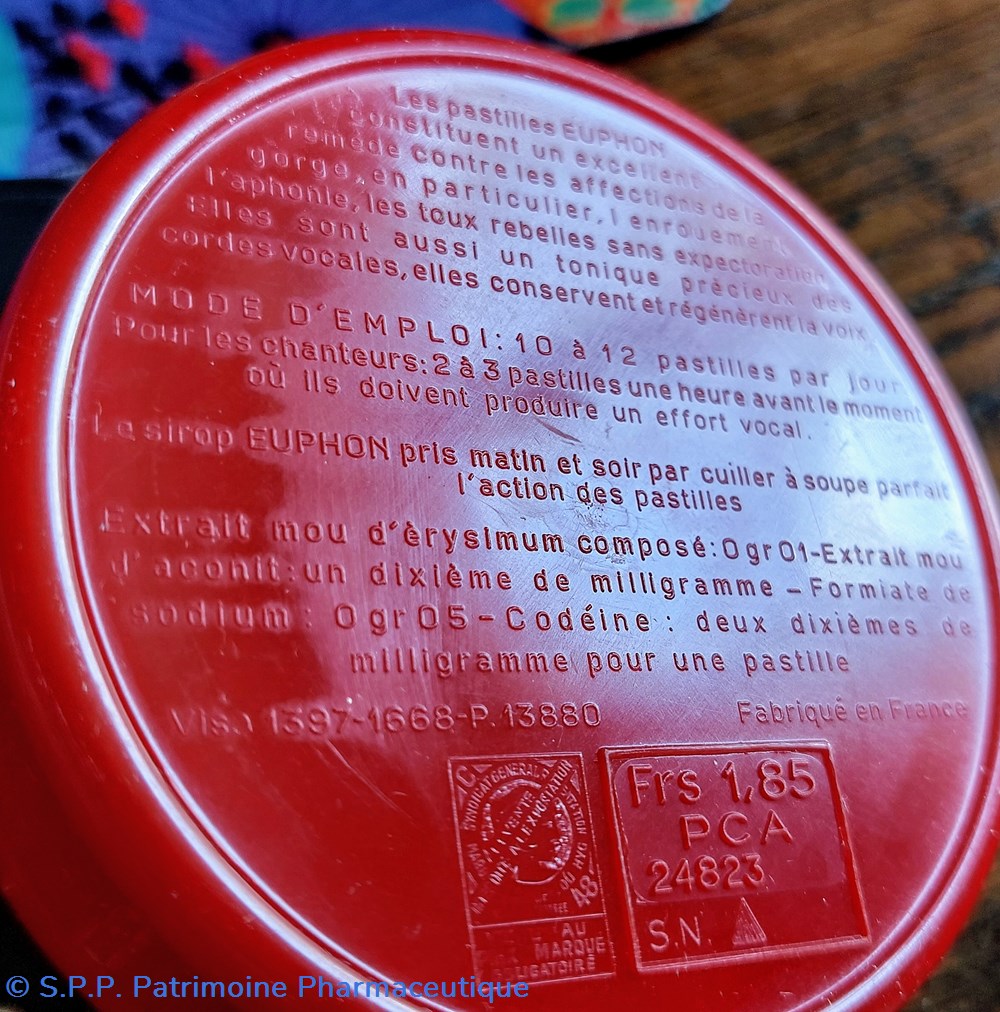 Les pastilles EUPHON
constituent un excellent
remède contre les affections de la
gorge, en particulier, l enrouement
l'aphonie, les toux rebelles sans expectoration.
Elles sont aussi un tonique précieux des
cordes vocales, elles conservent et régénèrent la voix.
MODE D'EMPLOI: 10 à 12 pastilles par jour
Pour les chanteurs: 2 à 3 pastilles une heure avant le moment
où ils doivent produire un effort vocal.
Le sirop EUPHON pris matin et soir par cuiller à soupe parfait
l'action des pastilles
Extrait mou d'èrysimum composé: 0 gr 01-Extrait mou
d'aconit: un dixième de milligramme - Formiate de
sodium: 0 gr 05 - Codéine: deux dixièmes de
milligramme pour une pastille
Visa 1397-1668-P.13880 Fabriqué en France
SYNDICAT GENERAL
48
AU
MARQUE
OBLIGATOIRE
Frs 1,85
PCA
24823
S.N.
© S.P.P. Patrimoine Pharmaceutique